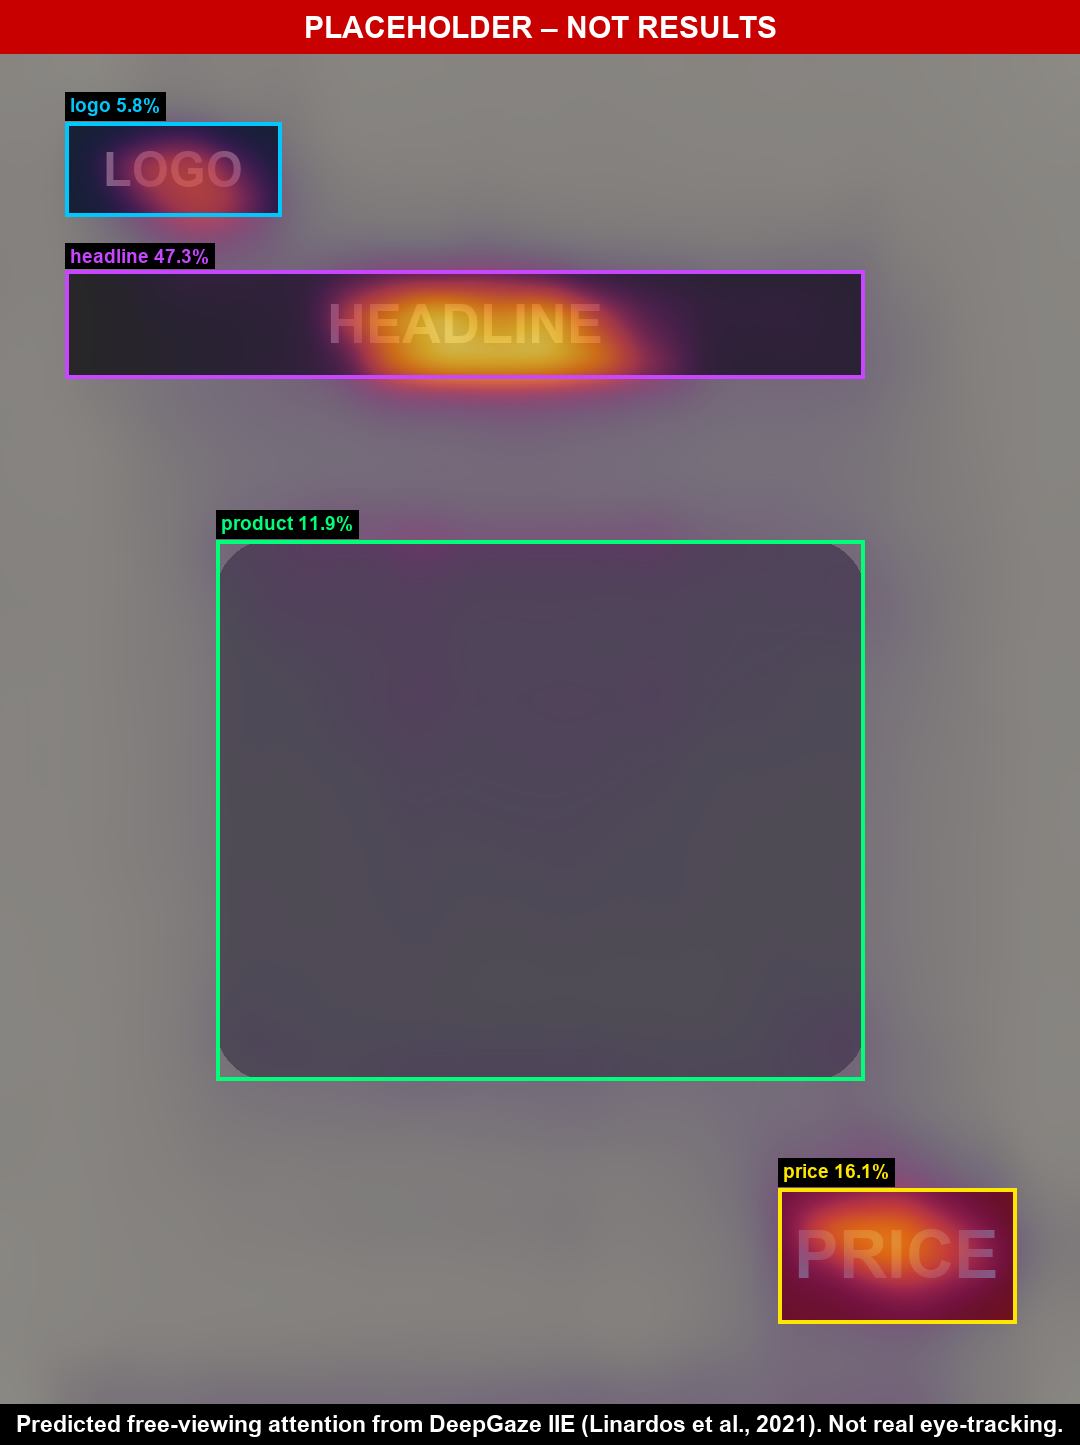 PLACEHOLDER – NOT RESULTS
logo 5.8%
LOGO
headline 47.3%
HEADLINE
product 11.9%
price 16.1%
PRICE
Predicted free-viewing attention from DeepGaze IIE (Linardos et al., 2021). Not real eye-tracking.